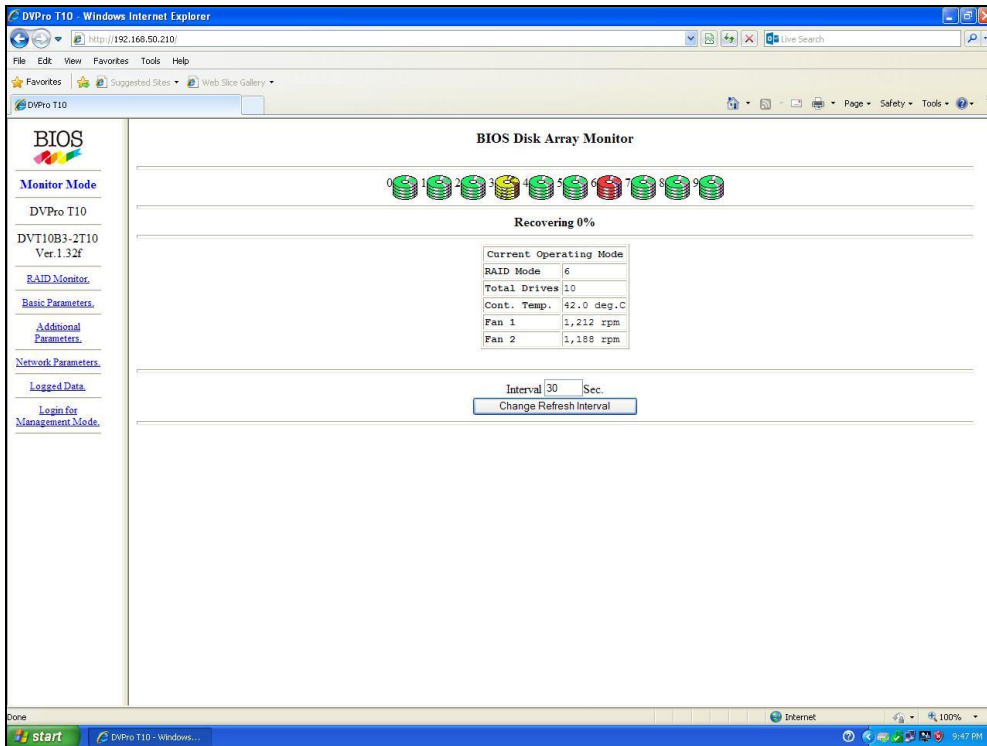 DVPro T10 - Windows Internet Explorer
http://192.168.50.210/
Live Search
File Edit View Favorites Tools Help
Favorites Suggested Sites Web Slice Gallery
DVPro T10
Page Safety Tools
BIOS
Monitor Mode
DVPro T10
DVT10B3-2T10
Ver.1.32f
RAID Monitor.
Basic Parameters.
Additional
Parameters.
Network Parameters.
Logged Data.
Login for
Management Mode.
BIOS Disk Array Monitor
0 1 2 3 4 5 6 7 8 9
Recovering 0%
Current Operating Mode
RAID Mode 6
Total Drives 10
Cont. Temp. 42.0 deg.C
Fan 1 1,212 rpm
Fan 2 1,188 rpm
Interval 30 Sec.
Change Refresh Interval
Done
Internet
100%
start
DVPro T10 - Windows...
9:47 PM